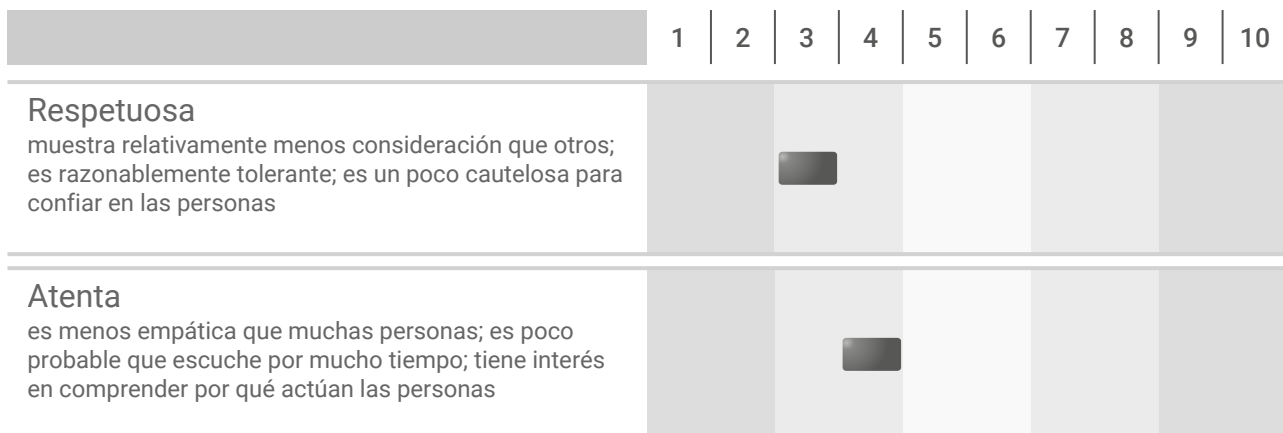 1 2 3 4 5 6 7 8 9 10
Respetuosa
muestra relativamente menos consideración que otros;
es razonablemente tolerante; es un poco cautelosa para
confiar en las personas
Atenta
es menos empática que muchas personas; es poco
probable que escuche por mucho tiempo; tiene interés
en comprender por qué actúan las personas